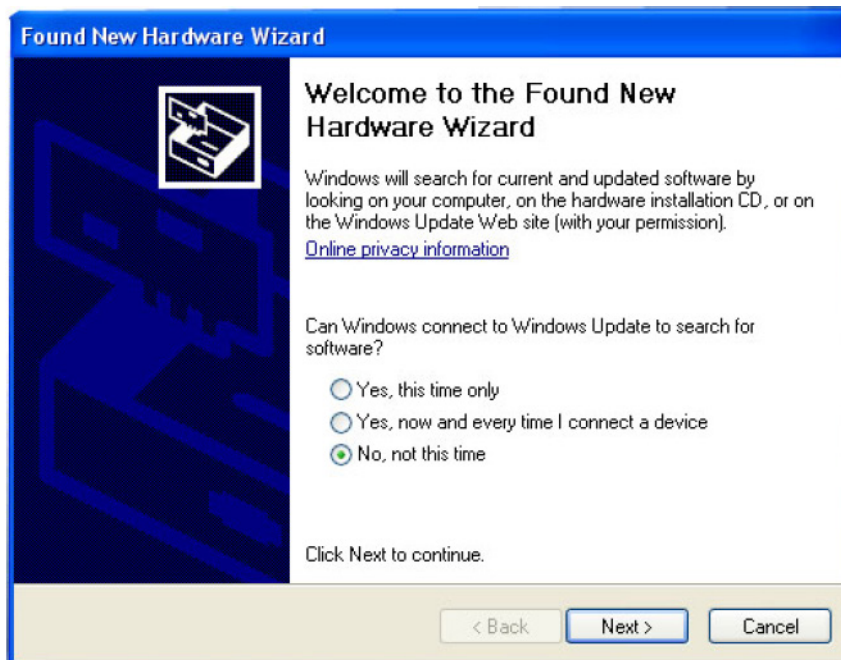 Found New Hardware Wizard
Welcome to the Found New
Hardware Wizard
Windows will search for current and updated software by
looking on your computer, on the hardware installation CD, or on
the Windows Update Web site (with your permission).
Online privacy information
Can Windows connect to Windows Update to search for
software?
Yes, this time only
Yes, now and every time I connect a device
No, not this time
Click Next to continue.
< Back Next > Cancel